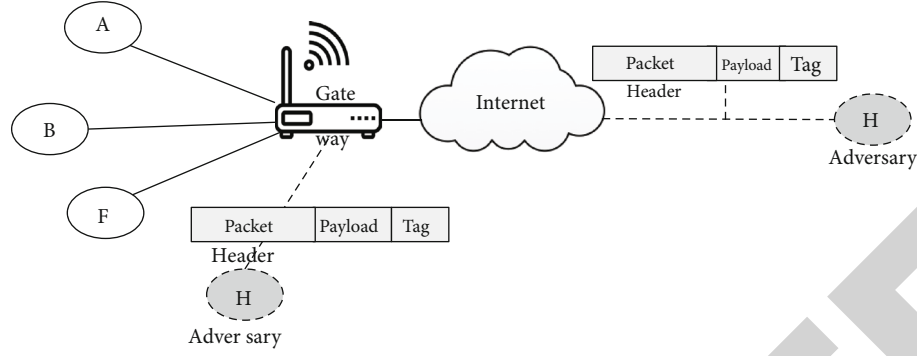 A
Packet Payload Tag
Header
Gate
way
Internet
H
Adversary
B
F
Packet Payload Tag
Header
H
Adver sary